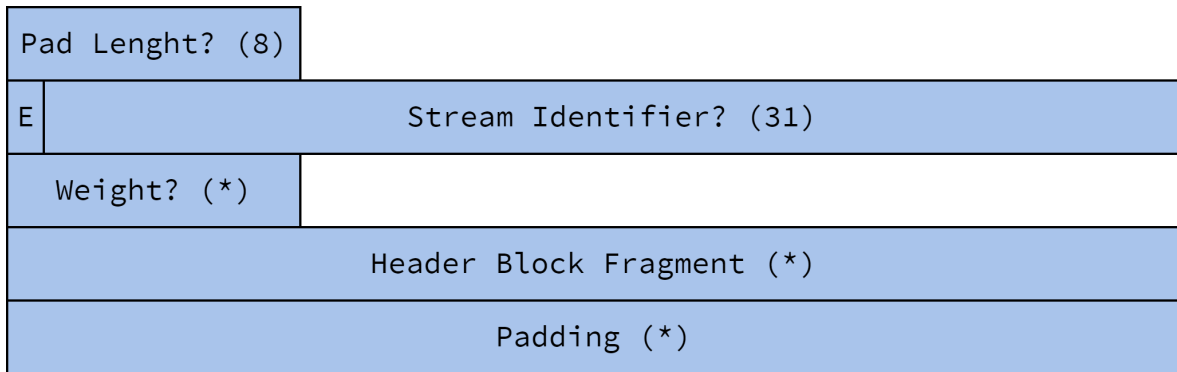 Pad Lenght? (8)
E Stream Identifier? (31)
Weight? (*)
Header Block Fragment (*)
Padding (*)